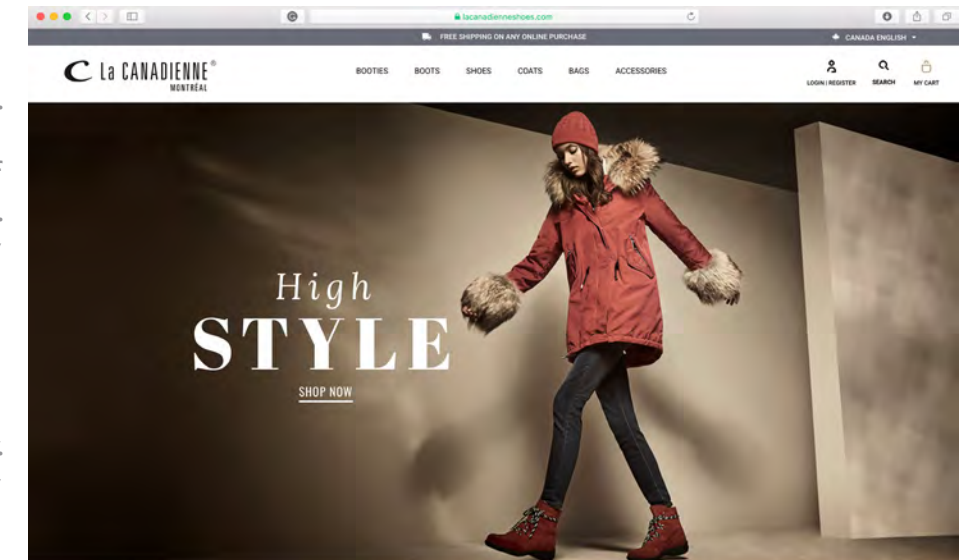 lacanadienneshoes.com
FREE SHIPPING ON ANY ONLINE PURCHASE
CANADA ENGLISH
C La CANADIENNE®
MONTRÉAL
BOOTIES BOOTS SHOES COATS BAGS ACCESSORIES
LOGIN | REGISTER SEARCH MY CART
High
STYLE
SHOP NOW